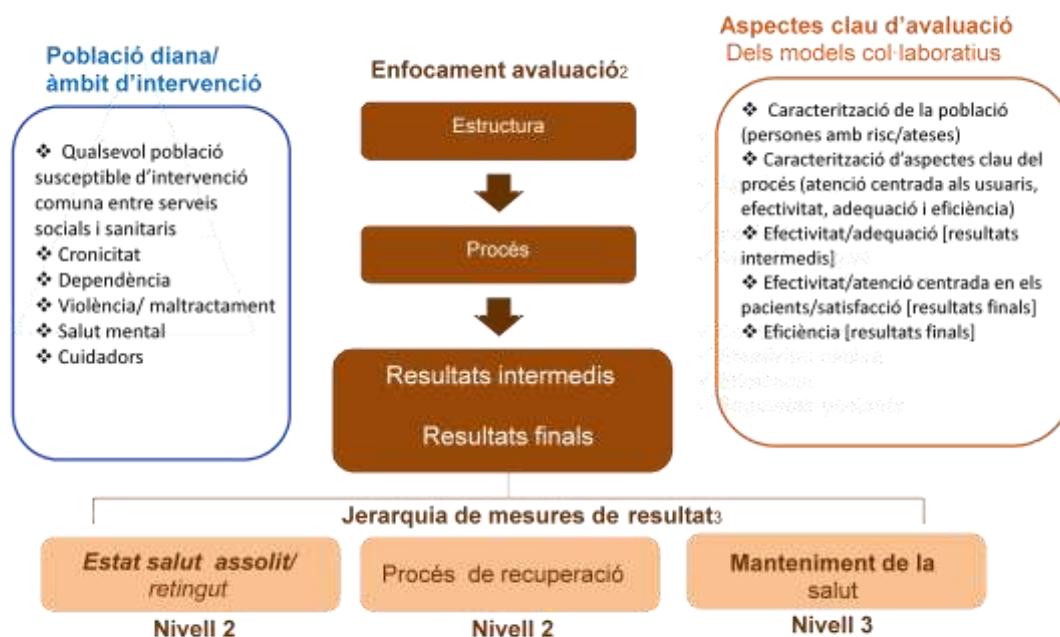 Població diana/
àmbit d’intervenció
❖ Qualsevol població
susceptible d’intervenció
comuna entre serveis
socials i sanitaris
❖ Cronicitat
❖ Dependència
❖ Violència/ maltractament
❖ Salut mental
❖ Cuidadors
Enfocament avaluació2
Estructura
Procés
Resultats intermedis
Resultats finals
Aspectes clau d’avaluació
Dels models col·laboratius
❖ Caracterització de la població
(persones amb risc/ateses)
❖ Caracterització d'aspectes clau del
procés (atenció centrada als usuaris,
efectivitat, adequació i eficiència)
❖ Efectivitat/adequació [resultats
intermedis]
❖ Efectivitat/atenció centrada en els
pacients/satisfacció [resultats finals]
❖ Eficiència [resultats finals]
Jerarquia de mesures de resultat3
Estat salut assolit/
retingut
Nivell 2
Procés de recuperació
Nivell 2
Manteniment de la
salut
Nivell 3